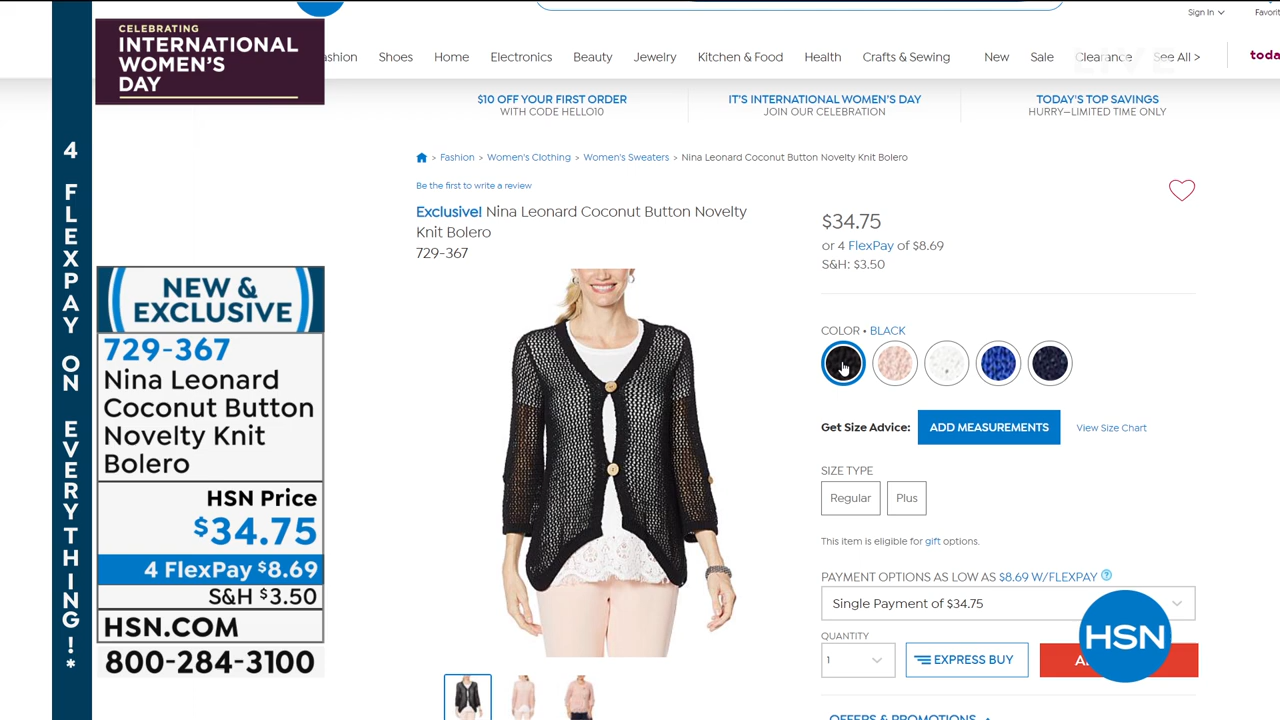 Sign In
Favorit
CELEBRATING
INTERNATIONAL
WOMEN'S
DAY
Fashion Shoes Home Electronics Beauty Jewelry Kitchen & Food Health Crafts & Sewing New Sale Clearance See All >
toda
$10 OFF YOUR FIRST ORDER
WITH CODE HELLO10
IT'S INTERNATIONAL WOMEN'S DAY
JOIN OUR CELEBRATION
TODAY'S TOP SAVINGS
HURRY—LIMITED TIME ONLY
4 FLEXPAY ON EVERYTHING!*
> Fashion > Women's Clothing > Women's Sweaters > Nina Leonard Coconut Button Novelty Knit Bolero
Be the first to write a review
Exclusive! Nina Leonard Coconut Button Novelty
Knit Bolero
729-367
$34.75
or 4 FlexPay of $8.69
S&H: $3.50
NEW &
EXCLUSIVE
729-367
Nina Leonard
Coconut Button
Novelty Knit
Bolero
HSN Price
$34.75
4 FlexPay $8.69
S&H $3.50
HSN.COM
800-284-3100
COLOR • BLACK
Get Size Advice: ADD MEASUREMENTS View Size Chart
SIZE TYPE
Regular Plus
This item is eligible for gift options.
PAYMENT OPTIONS AS LOW AS $8.69 W/FLEXPAY ?
Single Payment of $34.75
QUANTITY
1
EXPRESS BUY
HSN
OFFERS & PROMOTIONS